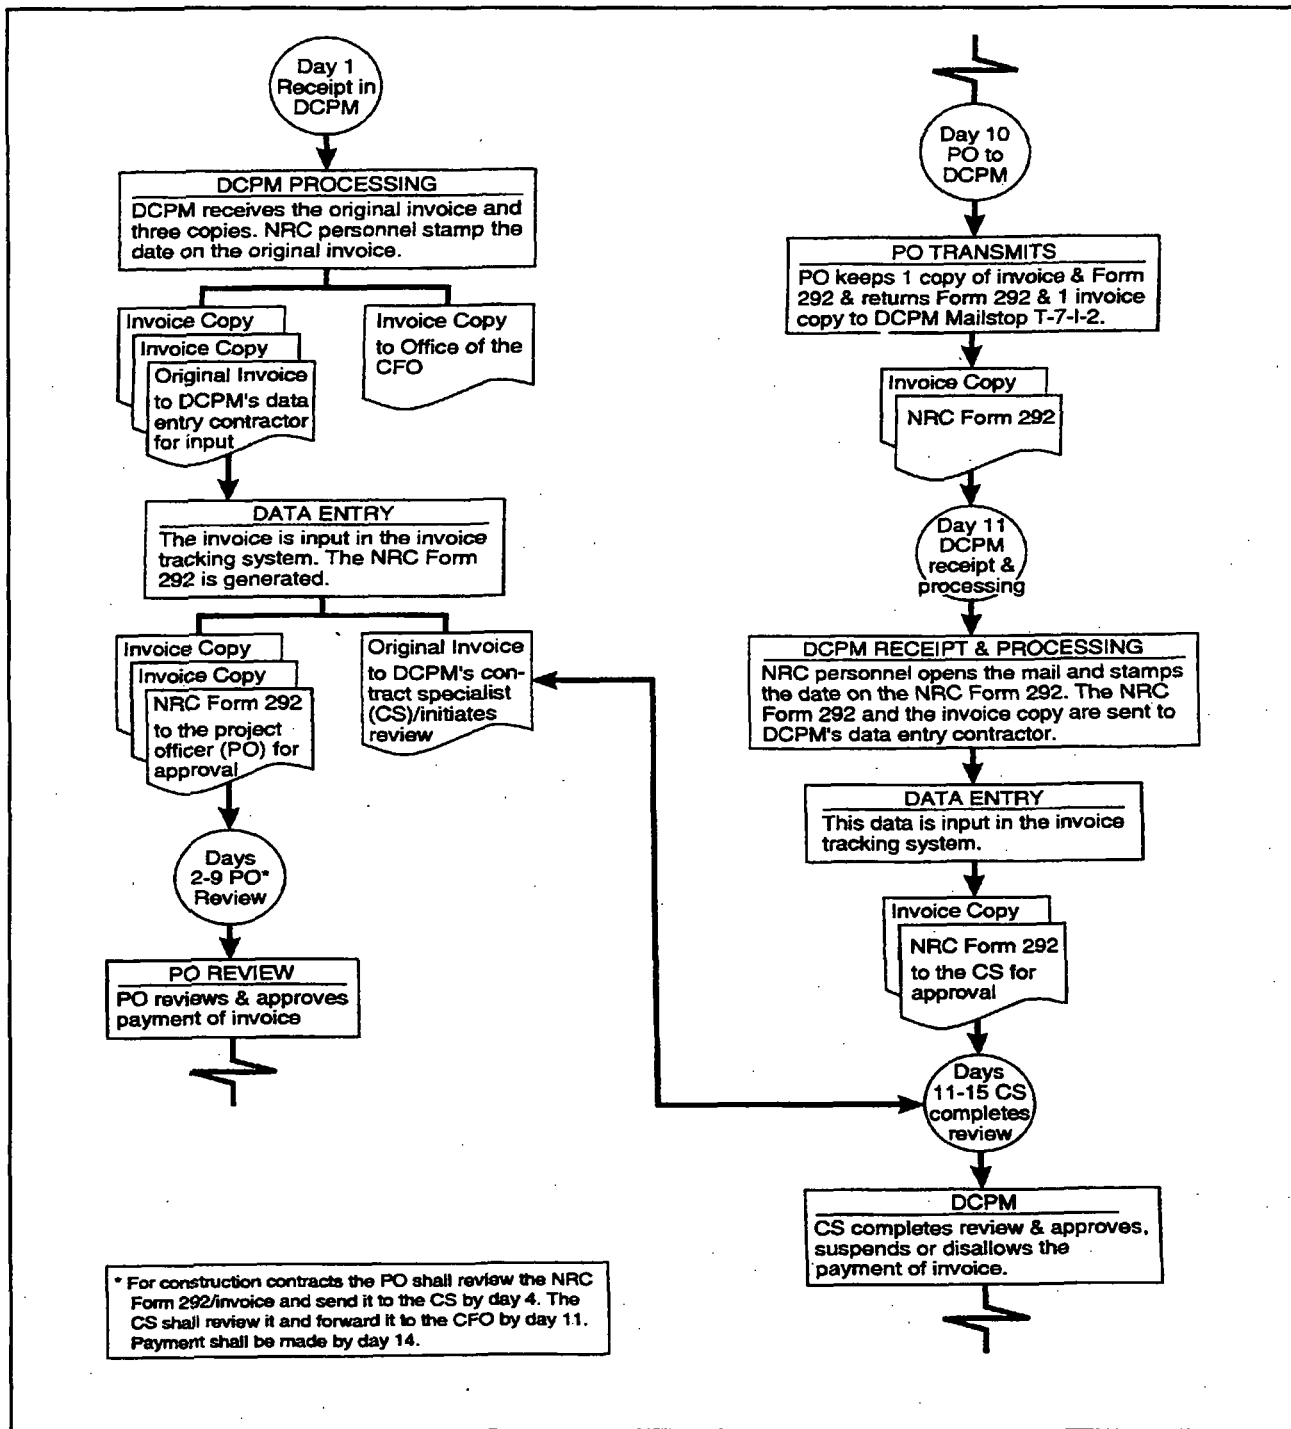 Day 1
Receipt in
DCPM
DCPM PROCESSING
DCPM receives the original invoice and
three copies. NRC personnel stamp the
date on the original invoice.
Invoice Copy
Invoice Copy
Original Invoice
to DCPM's data
entry contractor
for input
Invoice Copy
to Office of the
CFO
DATA ENTRY
The invoice is input in the invoice
tracking system. The NRC Form
292 is generated.
Invoice Copy
Invoice Copy
NRC Form 292
to the project
officer (PO) for
approval
Original Invoice
to DCPM's con-
tract specialist
(CS)/initiates
review
Days
2-9 PO*
Review
PO REVIEW
PO reviews & approves
payment of invoice
* For construction contracts the PO shall review the NRC
Form 292/invoice and send it to the CS by day 4. The
CS shall review it and forward it to the CFO by day 11.
Payment shall be made by day 14.
Day 10
PO to
DCPM
PO TRANSMITS
PO keeps 1 copy of invoice & Form
292 & returns Form 292 & 1 invoice
copy to DCPM Mailstop T-7-I-2.
Invoice Copy
NRC Form 292
Day 11
DCPM
receipt &
processing
DCPM RECEIPT & PROCESSING
NRC personnel opens the mail and stamps
the date on the NRC Form 292. The NRC
Form 292 and the invoice copy are sent to
DCPM's data entry contractor.
DATA ENTRY
This data is input in the invoice
tracking system.
Invoice Copy
NRC Form 292
to the CS for
approval
Days
11-15 CS
completes
review
DCPM
CS completes review & approves,
suspends or disallows the
payment of invoice.